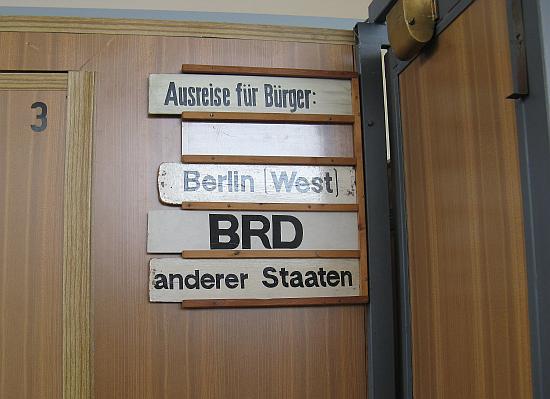 3
Ausreise für Bürger:
Berlin (West)
BRD
anderer Staaten